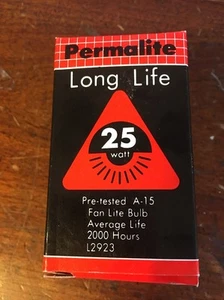 Permalite
Long Life
25
watt
Pre-tested A-15
Fan Lite Bulb
Average Life
2000 Hours
L2923